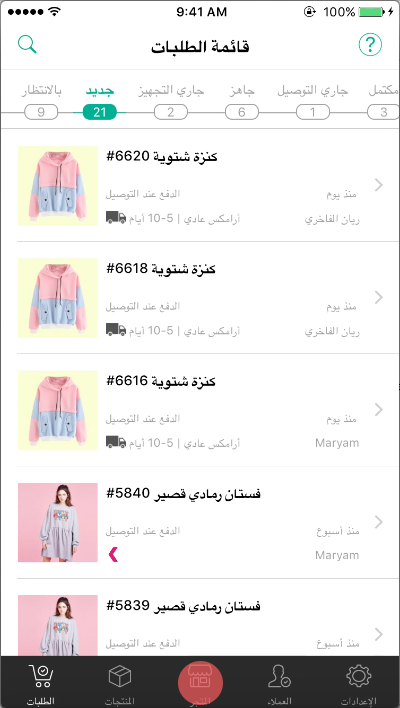 9:41 AM 100%
قائمة الطلبات
?
مكتمل جاري التوصيل جاهز جاري التجهيز جديد بالانتظار
3 1 6 2 21 9
كنزة شتوية 6620#
الدفع عند التوصيل
منذ يوم
أرامكس عادي | 5-10 أيام
ريان الفاخري
كنزة شتوية 6618#
الدفع عند التوصيل
منذ يوم
أرامكس عادي | 5-10 أيام
ريان الفاخري
كنزة شتوية 6616#
الدفع عند التوصيل
منذ يوم
أرامكس عادي | 5-10 أيام
Maryam
فستان رمادي قصير 5840#
الدفع عند التوصيل
منذ أسبوع
Maryam
فستان رمادي قصير 5839#
الدفع عند التوصيل
منذ أسبوع
الإعدادات العملاء المتجر المنتجات الطلبات